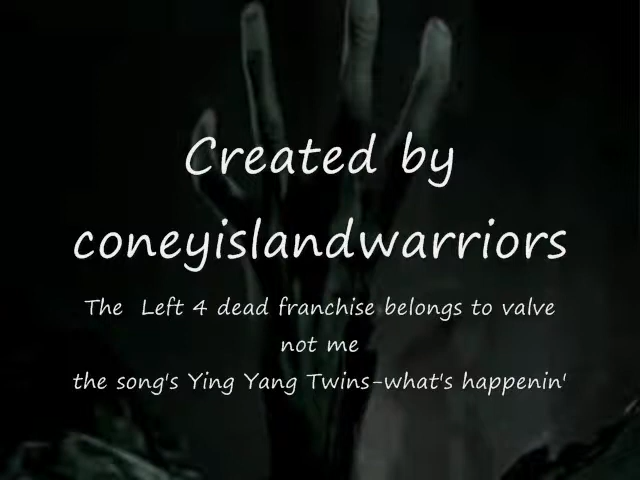 Created by
coneyislandwarriors
The  Left 4 dead franchise belongs to valve
not me
the song's Ying Yang Twins-what's happenin'